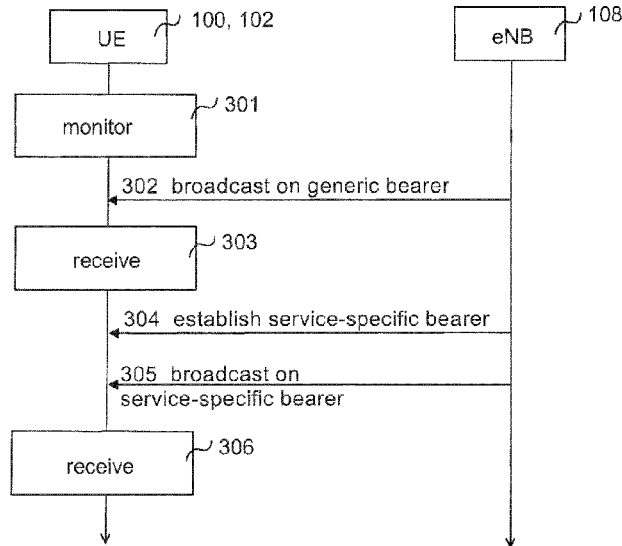 UE
100, 102
eNB
108
301
monitor
302 broadcast on generic bearer
303
receive
304 establish service-specific bearer
305 broadcast on
service-specific bearer
306
receive